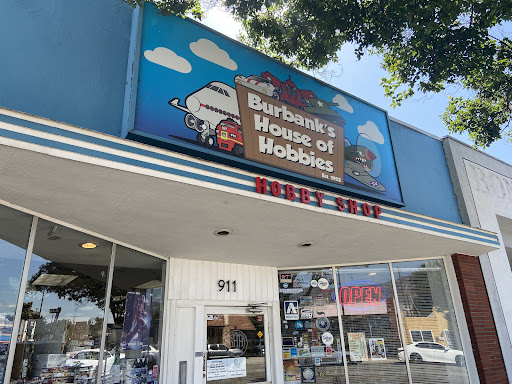 Burbank's
House of
Hobbies
Est. 1992
HOBBY SHOP
911
OPEN